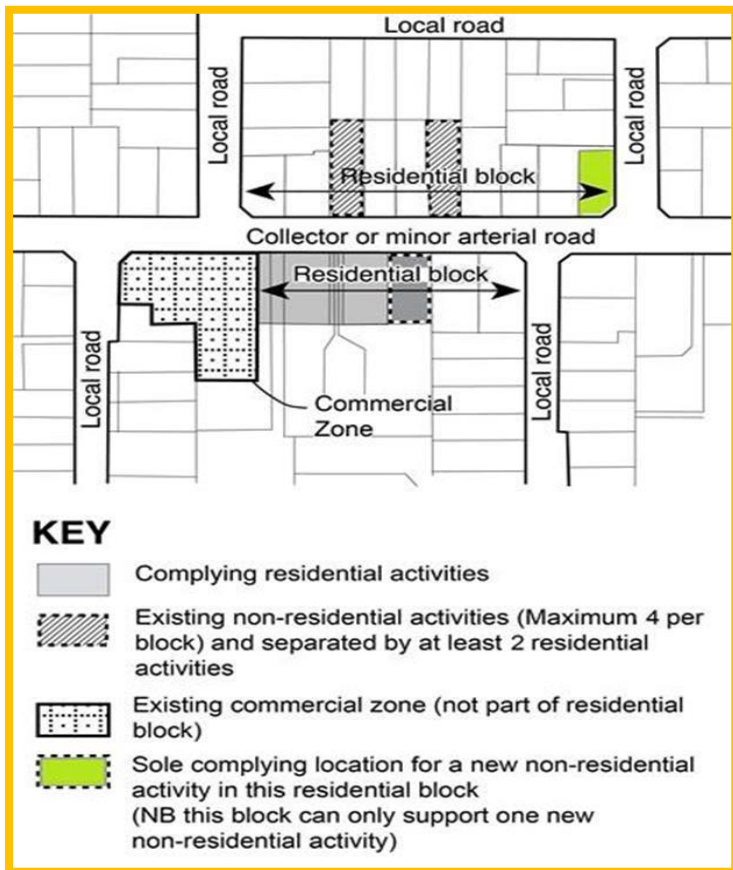 Local road
Local road
Local road
Residential block
Collector or minor arterial road
Residential block
Local road
Local road
Commercial
Zone
KEY
Complying residential activities
Existing non-residential activities (Maximum 4 per
block) and separated by at least 2 residential
activities
Existing commercial zone (not part of residential
block)
Sole complying location for a new non-residential
activity in this residential block
(NB this block can only support one new
non-residential activity)